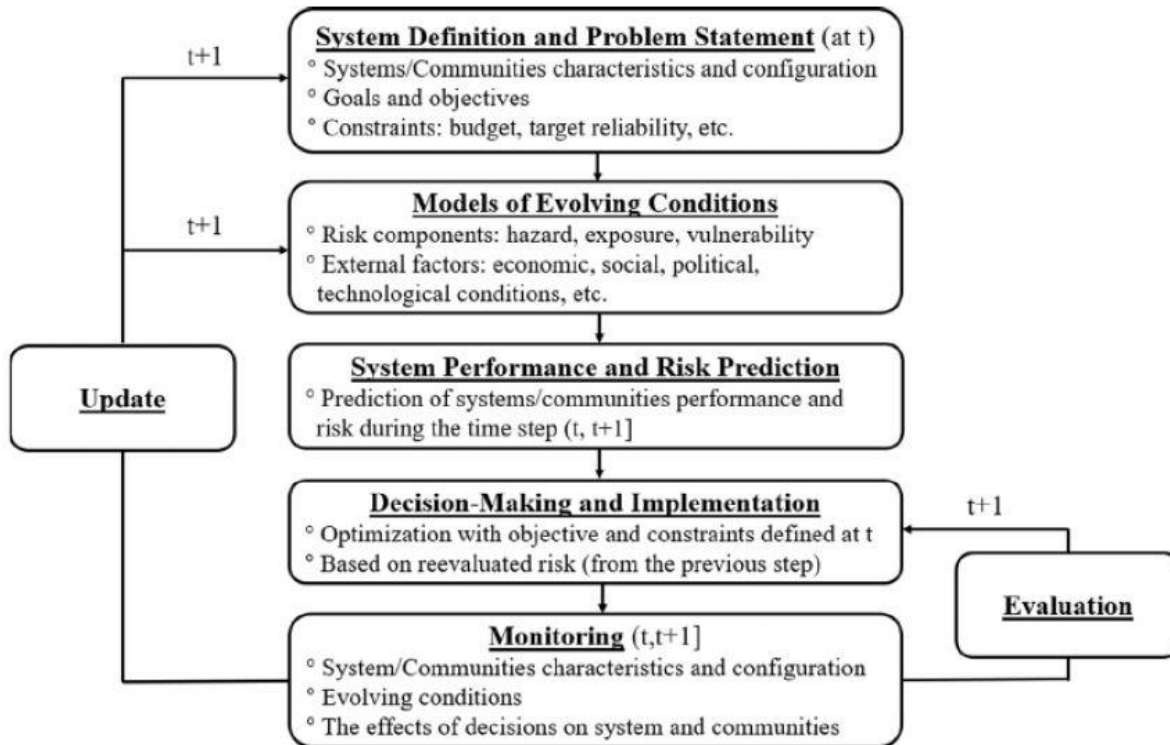 System Definition and Problem Statement (at t)
° Systems/Communities characteristics and configuration
° Goals and objectives
° Constraints: budget, target reliability, etc.
t+1
Models of Evolving Conditions
° Risk components: hazard, exposure, vulnerability
° External factors: economic, social, political,
technological conditions, etc.
t+1
System Performance and Risk Prediction
° Prediction of systems/communities performance and
risk during the time step (t, t+1]
Update
Decision-Making and Implementation
° Optimization with objective and constraints defined at t
° Based on reevaluated risk (from the previous step)
t+1
Evaluation
Monitoring (t,t+1]
° System/Communities characteristics and configuration
° Evolving conditions
° The effects of decisions on system and communities